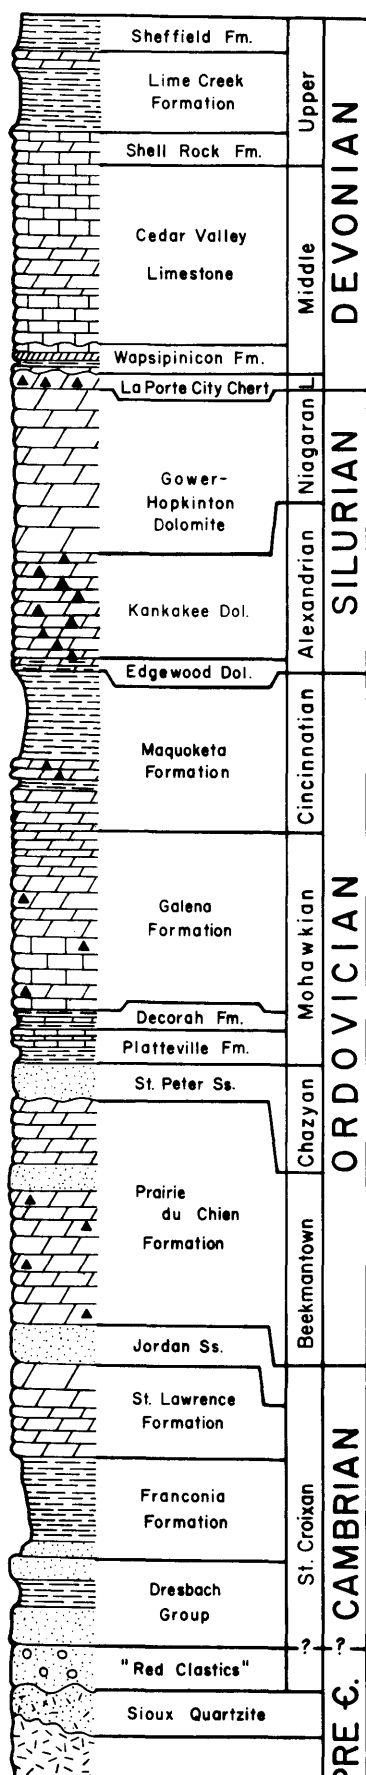 Sheffield Fm.
Lime Creek
Formation
Shell Rock Fm.
Cedar Valley
Limestone
Wapsipinicon Fm.
La Porte City Chert
Gower-
Hopkinton
Dolomite
Kankakee Dol.
Edgewood Dol.
Maquoketa
Formation
Galena
Formation
Decorah Fm.
Platteville Fm.
St. Peter Ss.
Prairie
du Chien
Formation
Jordan Ss.
St. Lawrence
Formation
Franconia
Formation
Dresbach
Group
"Red Clastics"
Sioux Quartzite
Upper
Middle
L
Niagaran
Alexandrian
Cincinnatian
Mohawkian
Chazyan
Beekmantown
St. Croixan
?
?
DEVONIAN
SILURIAN
ORDOVICIAN
CAMBRIAN
PRE Є.